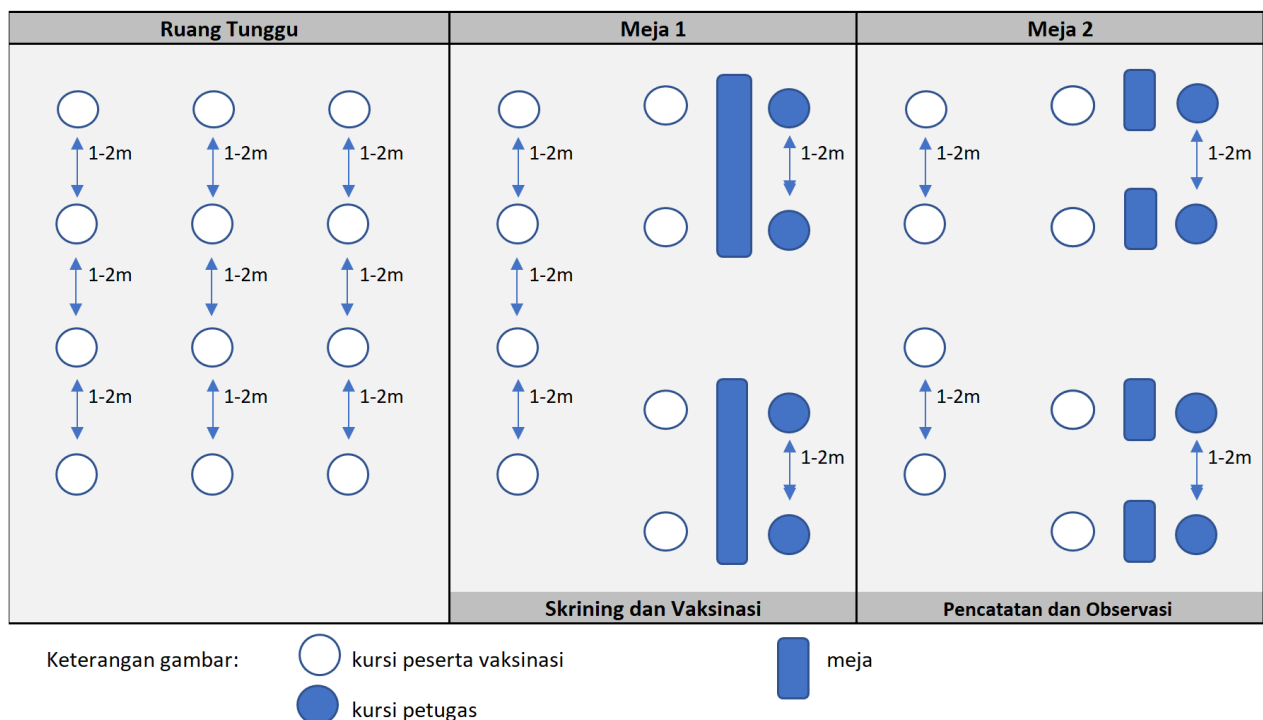 Ruang Tunggu Meja 1 Meja 2
1-2m 1-2m 1-2m 1-2m 1-2m 1-2m
1-2m 1-2m 1-2m 1-2m
1-2m 1-2m 1-2m 1-2m 1-2m
1-2m 1-2m
Skrining dan Vaksinasi Pencatatan dan Observasi
Keterangan gambar: kursi peserta vaksinasi meja
kursi petugas